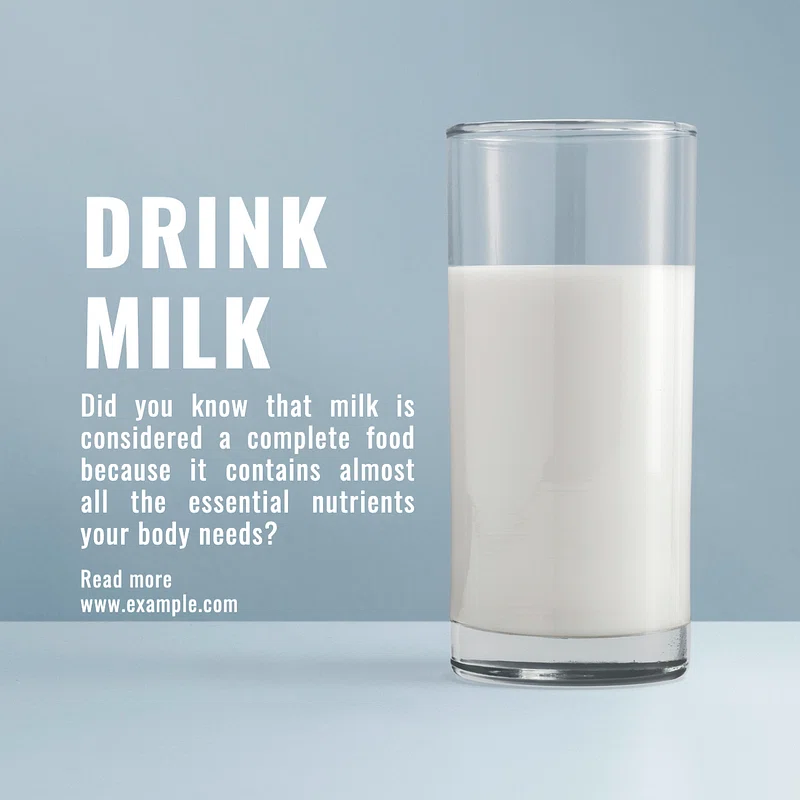 DRINK
MILK
Did you know that milk is
considered a complete food
because it contains almost
all the essential nutrients
your body needs?
Read more
www.example.com